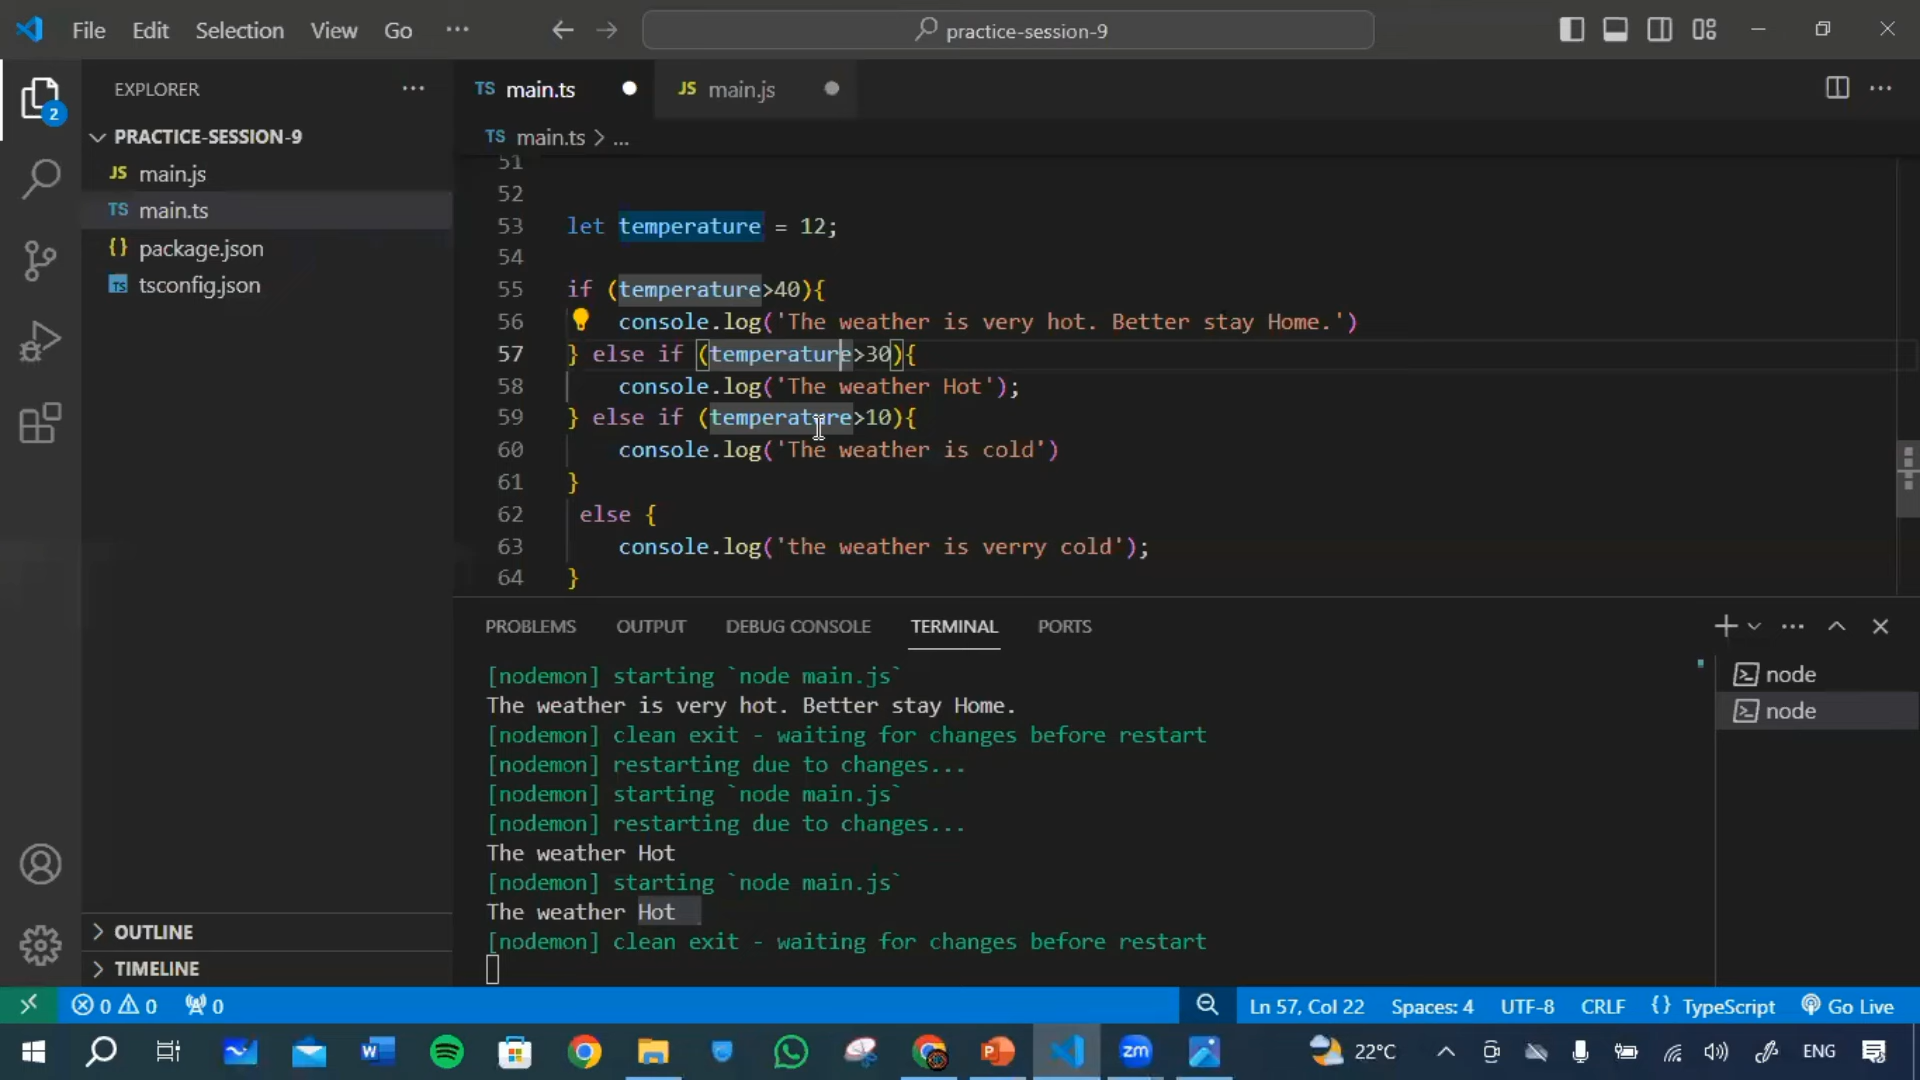 File Edit Selection View Go ··· practice-session-9
EXPLORER ···
2
PRACTICE-SESSION-9
JS main.js
TS main.ts
{} package.json
TS tsconfig.json
OUTLINE
TIMELINE
TS main.ts JS main.js ···
TS main.ts > ...
51
52
53 let temperature = 12;
54
55 if (temperature>40){
56 console.log('The weather is very hot. Better stay Home.')
57 } else if (temperature>30){
58 console.log('The weather Hot');
59 } else if (temperature>10){
60 console.log('The weather is cold')
61 }
62 else {
63 console.log('the weather is verry cold');
64 }
PROBLEMS OUTPUT DEBUG CONSOLE TERMINAL PORTS
[nodemon] starting `node main.js`
The weather is very hot. Better stay Home.
[nodemon] clean exit - waiting for changes before restart
[nodemon] restarting due to changes...
[nodemon] starting `node main.js`
[nodemon] restarting due to changes...
The weather Hot
[nodemon] starting `node main.js`
The weather Hot
[nodemon] clean exit - waiting for changes before restart
node
node
0 0 0 Ln 57, Col 22 Spaces: 4 UTF-8 CRLF {} TypeScript Go Live
W P zm 22°C ENG